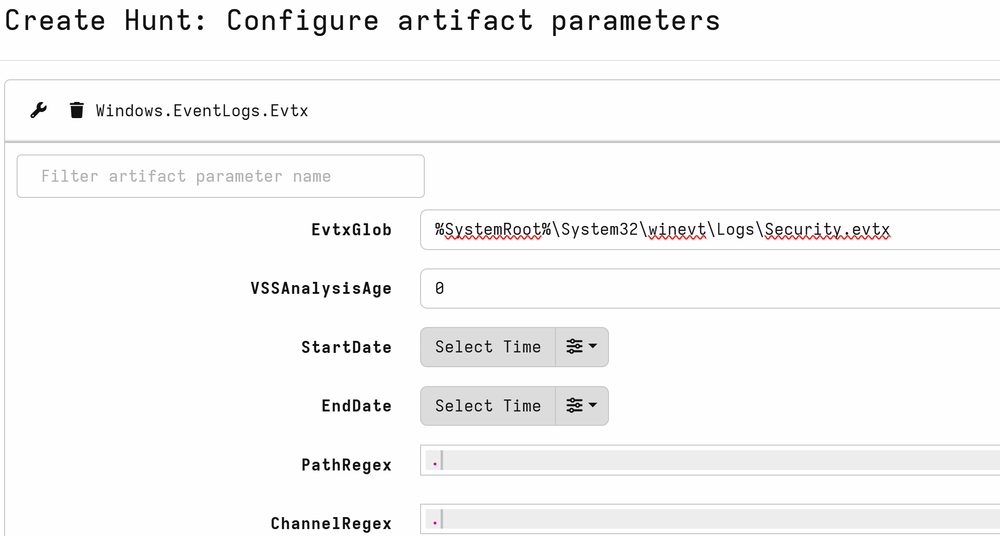 Create Hunt: Configure artifact parameters
Windows.EventLogs.Evtx
Filter artifact parameter name
EvtxGlob %SystemRoot%\System32\winevt\Logs\Security.evtx
VSSAnalysisAge 0
StartDate Select Time
EndDate Select Time
PathRegex .
ChannelRegex .